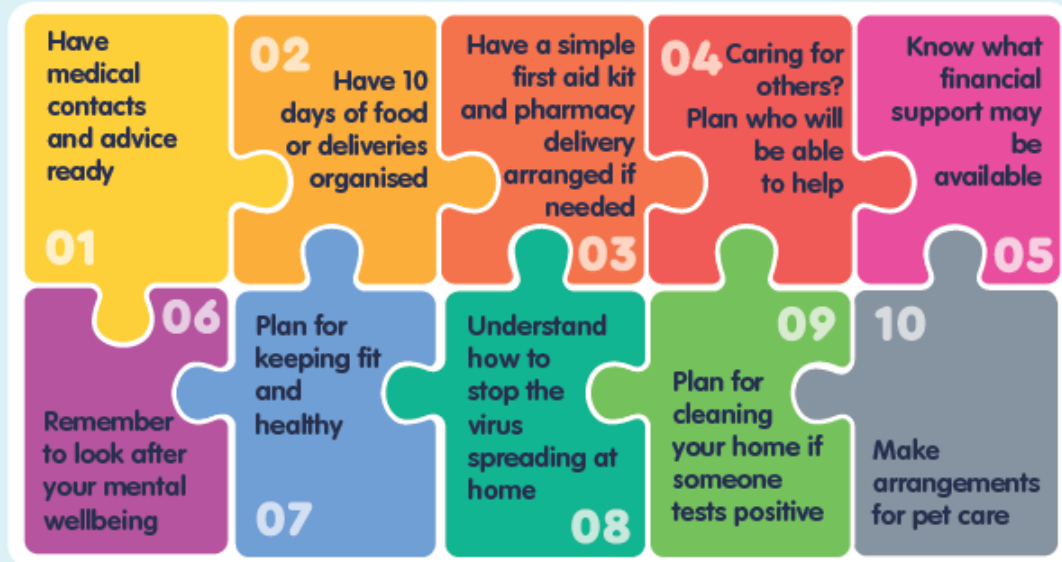 Have
medical
contacts
and advice
ready
01
02
Have 10
days of food
or deliveries
organised
Have a simple
first aid kit
and pharmacy
delivery
arranged if
needed
03
04
Caring for
others?
Plan who will
be able
to help
Know what
financial
support may
be
available
05
06
Remember
to look after
your mental
wellbeing
Plan for
keeping fit
and
healthy
07
Understand
how to
stop the
virus
spreading at
home
08
09
Plan for
cleaning
your home if
someone
tests positive
10
Make
arrangements
for pet care